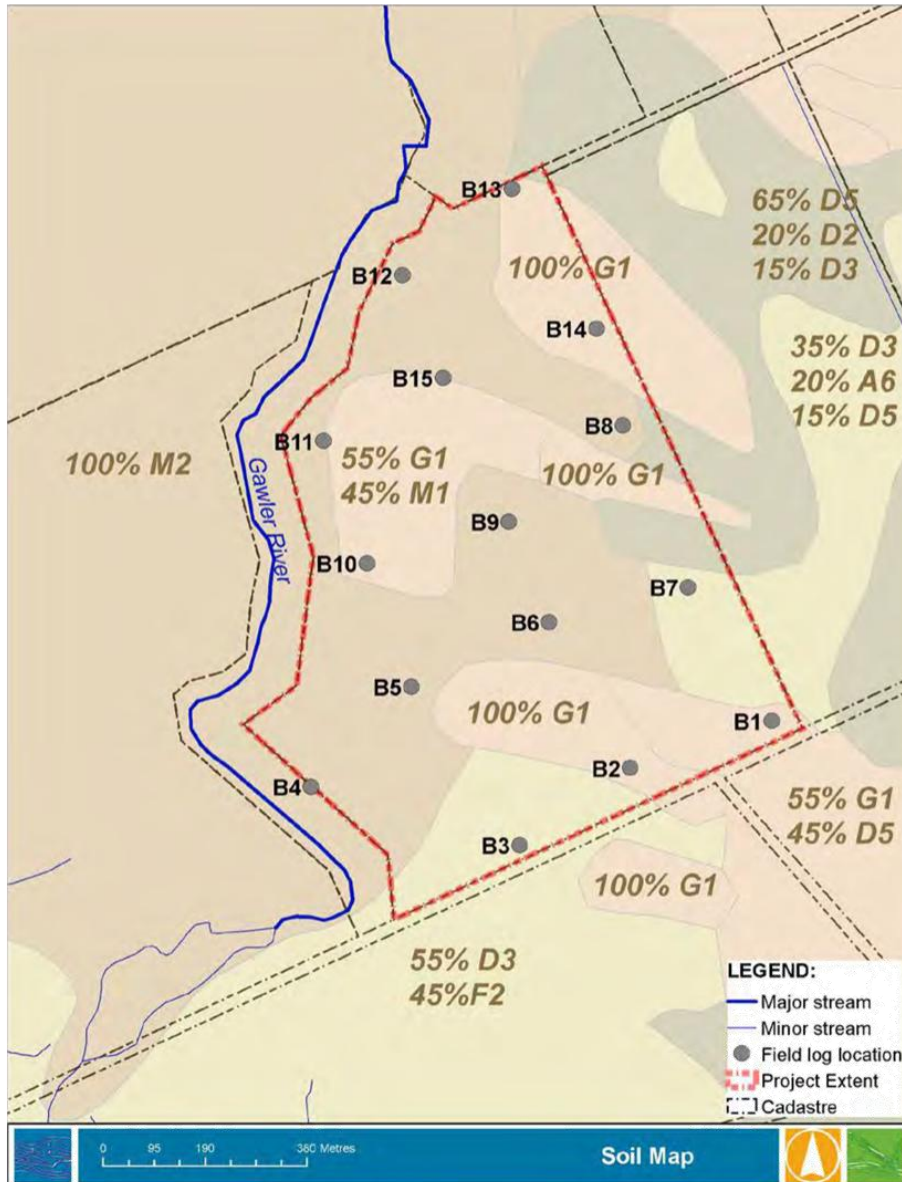 B13
65% D5
20% D2
15% D3
100% G1
B12
B14
35% D3
20% A6
15% D5
B15
B8
B11
100% M2
55% G1
45% M1
100% G1
Gawler River
B9
B10
B7
B6
B5
100% G1
B1
B2
B4
55% G1
45% D5
B3
100% G1
55% D3
45%F2
LEGEND:
Major stream
Minor stream
Field log location
Project Extent
Cadastre
0 95 190 380 Metres
Soil Map